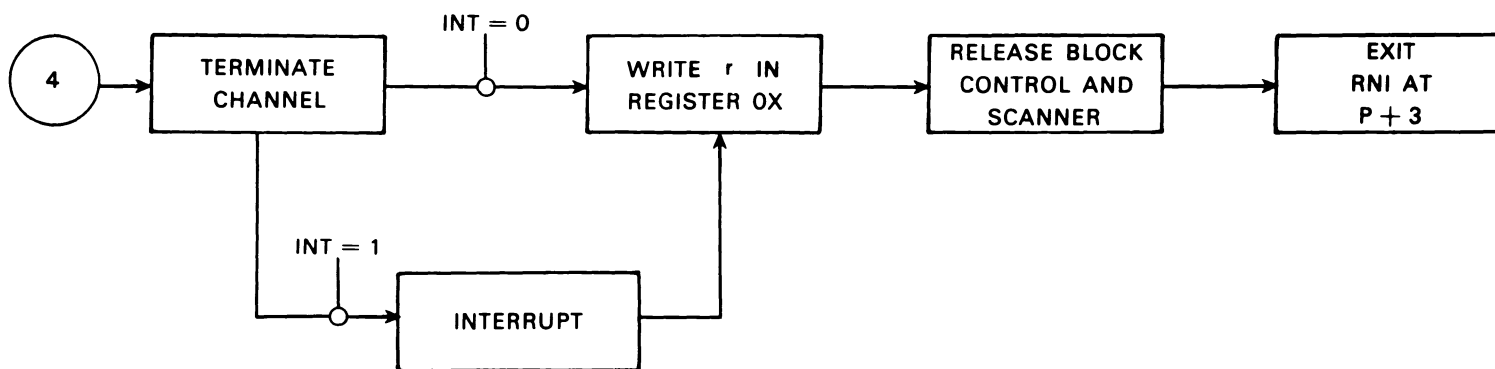 INT = 0
4
TERMINATE
CHANNEL
WRITE r IN
REGISTER 0X
RELEASE BLOCK
CONTROL AND
SCANNER
EXIT
RNI AT
P + 3
INT = 1
INTERRUPT